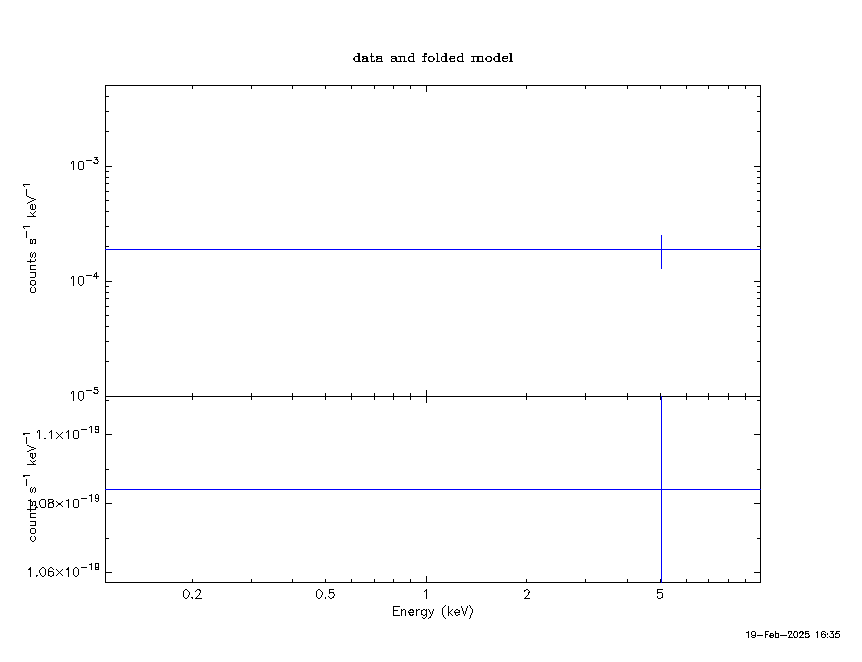 data and folded model
counts s−1 keV−1
10−3
10−4
10−5
counts s−1 keV−1
1.1×10−19
1.08×10−19
1.06×10−19
0.2 0.5 1 2 5
Energy (keV)
19−Feb−2025 16:35